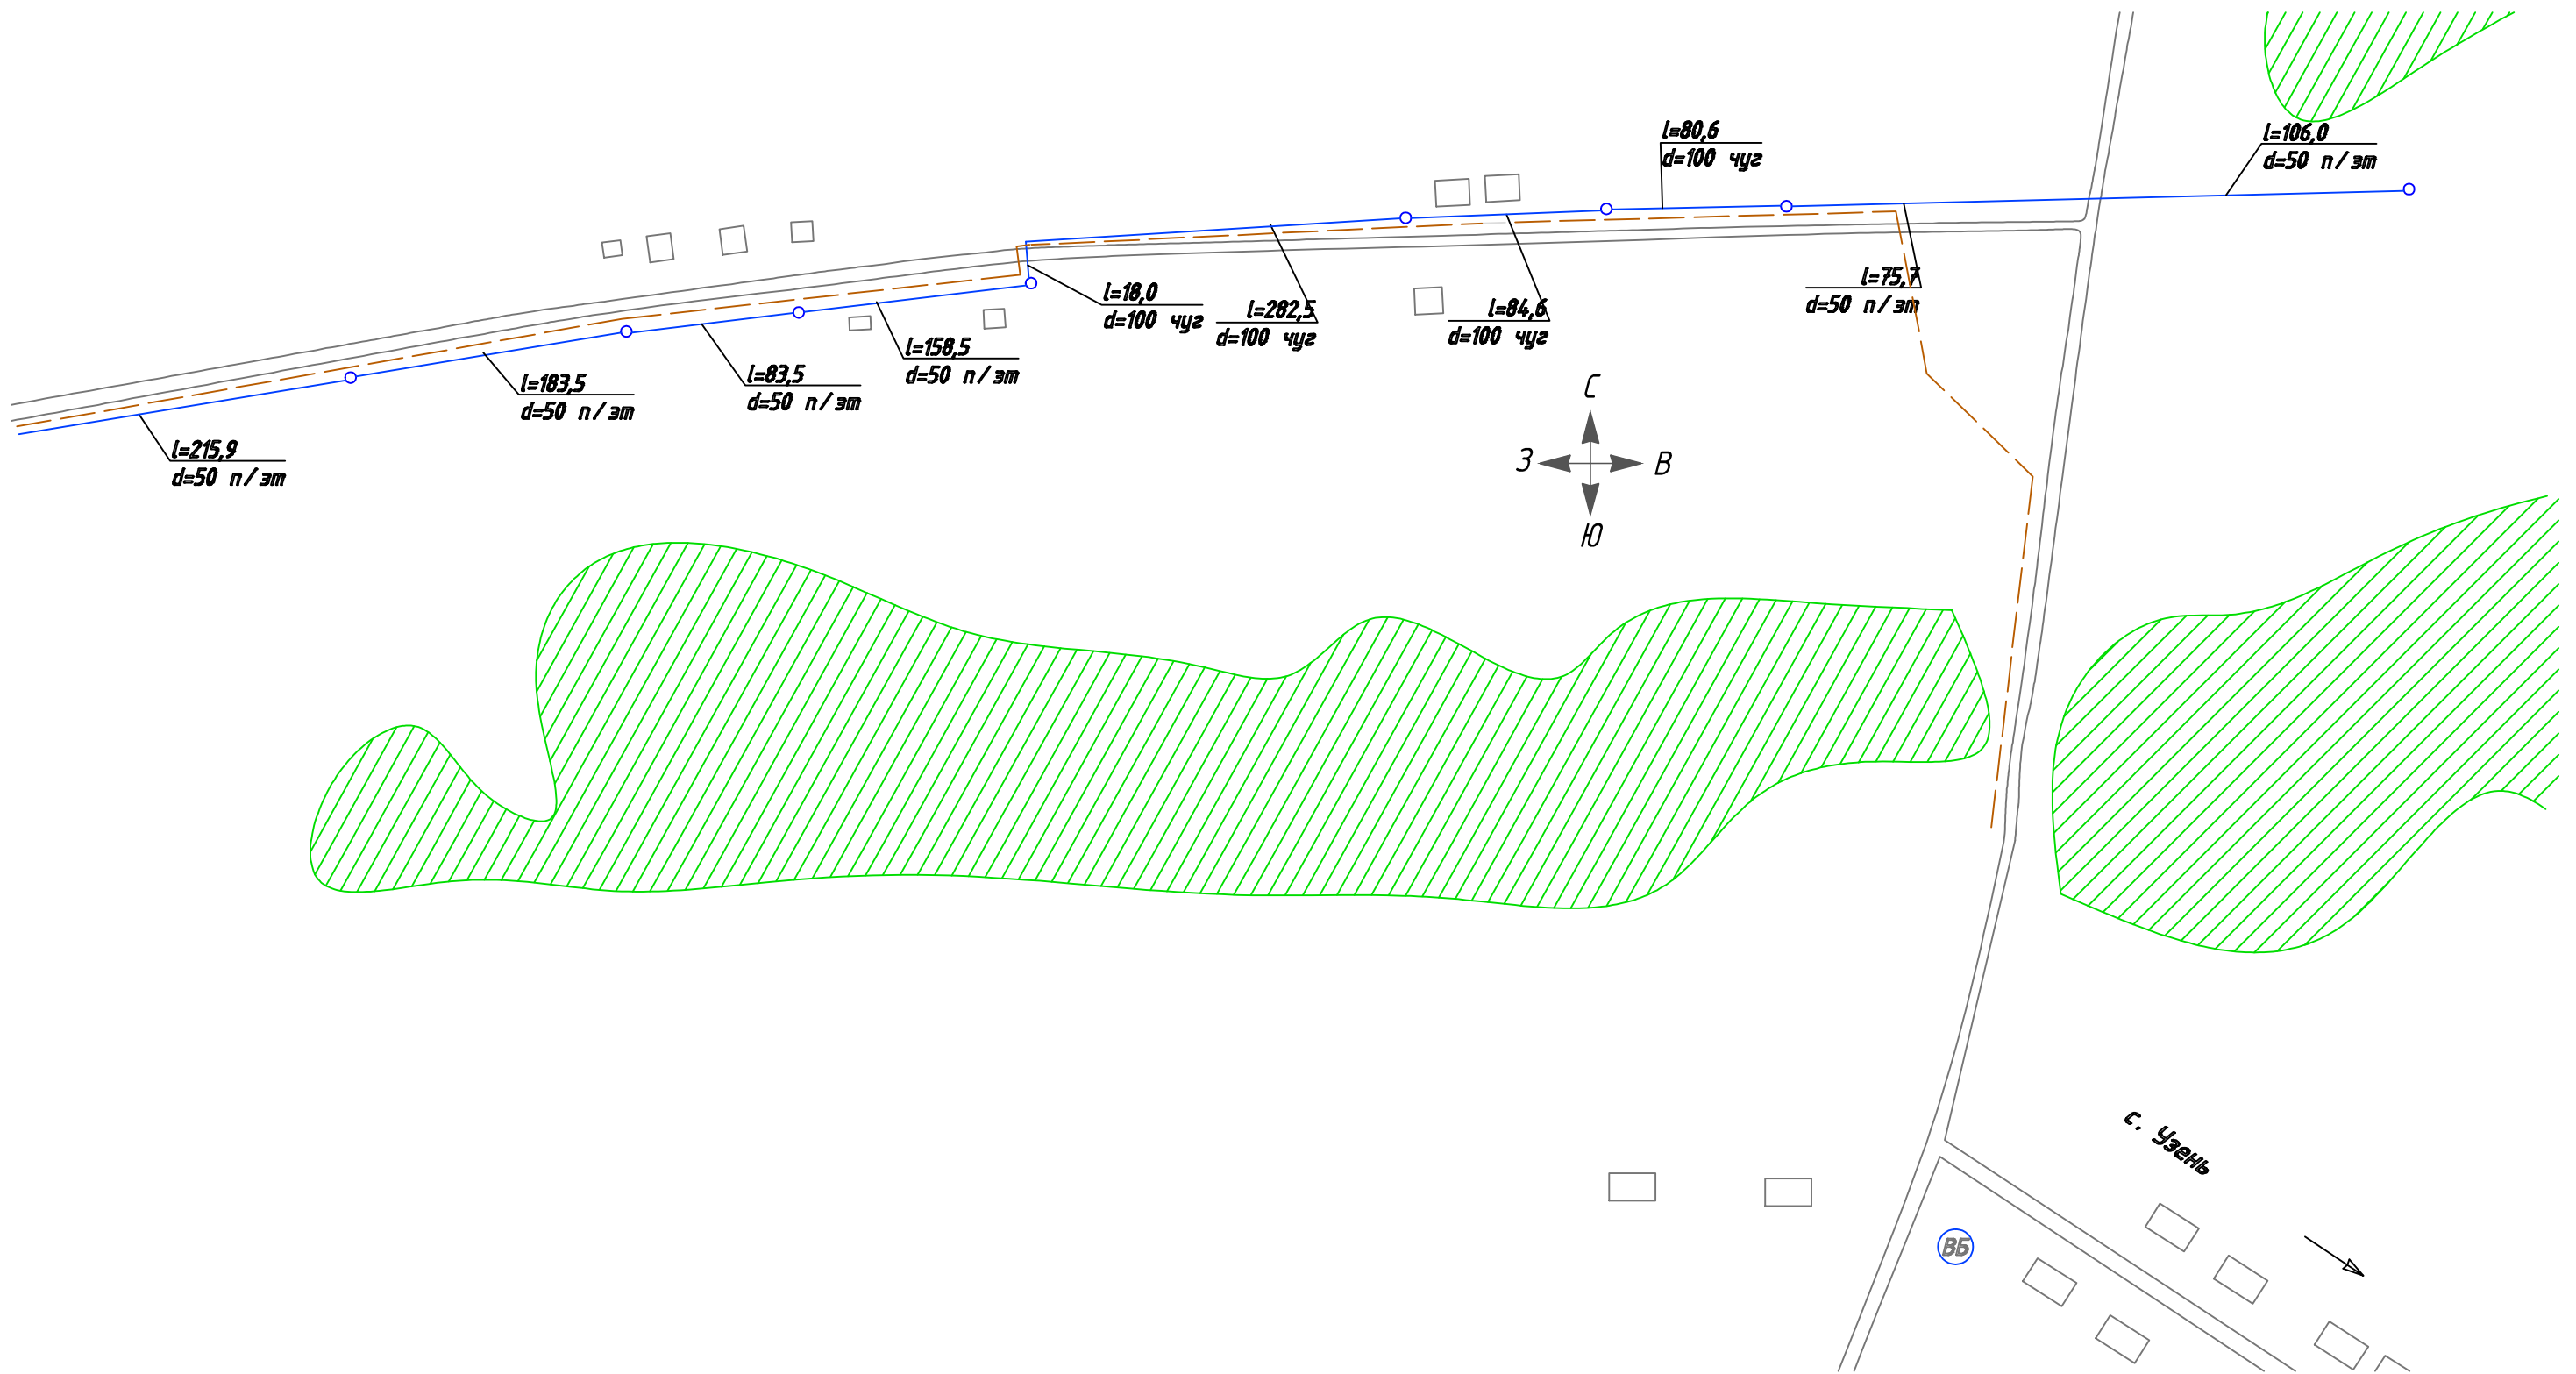 l=80,6
d=100 чуг
l=106,0
d=50 п/эт
l=75,7
d=50 п/эт
l=18,0
d=100 чуг
l=282,5
d=100 чуг
l=84,6
d=100 чуг
l=158,5
d=50 п/эт
l=83,5
d=50 п/эт
l=183,5
d=50 п/эт
l=215,9
d=50 п/эт
С
З
В
Ю
с. Узень
ВБ